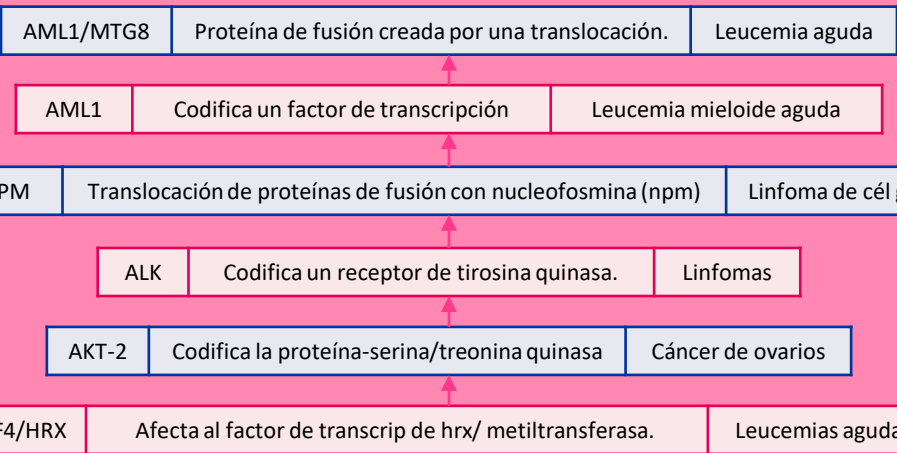 AML1/MTG8 Proteína de fusión creada por una translocación. Leucemia aguda
AML1 Codifica un factor de transcripción Leucemia mieloide aguda
PM Translocación de proteínas de fusión con nucleofosmina (npm) Linfoma de cél
ALK Codifica un receptor de tirosina quinasa. Linfomas
AKT-2 Codifica la proteína-serina/treonina quinasa Cáncer de ovarios
F4/HRX Afecta al factor de transcrip de hrx/ metiltransferasa. Leucemias aguda